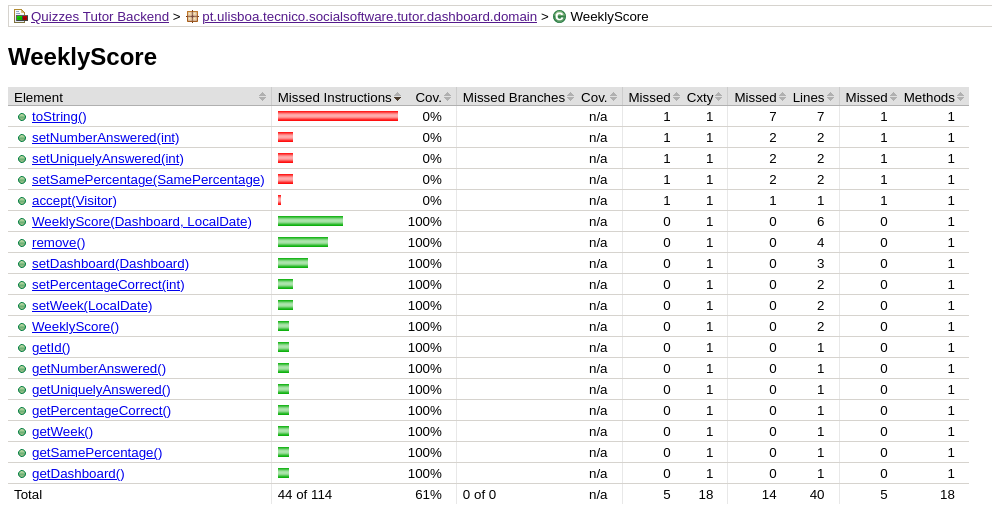 Quizzes Tutor Backend > pt.ulisboa.tecnico.socialsoftware.tutor.dashboard.domain > WeeklyScore
WeeklyScore
Element Missed Instructions Cov. Missed Branches Cov. Missed Cxty Missed Lines Missed Methods
toString() 0% n/a 1 1 7 7 1 1
setNumberAnswered(int) 0% n/a 1 1 2 2 1 1
setUniquelyAnswered(int) 0% n/a 1 1 2 2 1 1
setSamePercentage(SamePercentage) 0% n/a 1 1 2 2 1 1
accept(Visitor) 0% n/a 1 1 1 1 1 1
WeeklyScore(Dashboard, LocalDate) 100% n/a 0 1 0 6 0 1
remove() 100% n/a 0 1 0 4 0 1
setDashboard(Dashboard) 100% n/a 0 1 0 3 0 1
setPercentageCorrect(int) 100% n/a 0 1 0 2 0 1
setWeek(LocalDate) 100% n/a 0 1 0 2 0 1
WeeklyScore() 100% n/a 0 1 0 2 0 1
getId() 100% n/a 0 1 0 1 0 1
getNumberAnswered() 100% n/a 0 1 0 1 0 1
getUniquelyAnswered() 100% n/a 0 1 0 1 0 1
getPercentageCorrect() 100% n/a 0 1 0 1 0 1
getWeek() 100% n/a 0 1 0 1 0 1
getSamePercentage() 100% n/a 0 1 0 1 0 1
getDashboard() 100% n/a 0 1 0 1 0 1
Total 44 of 114 61% 0 of 0 n/a 5 18 14 40 5 18